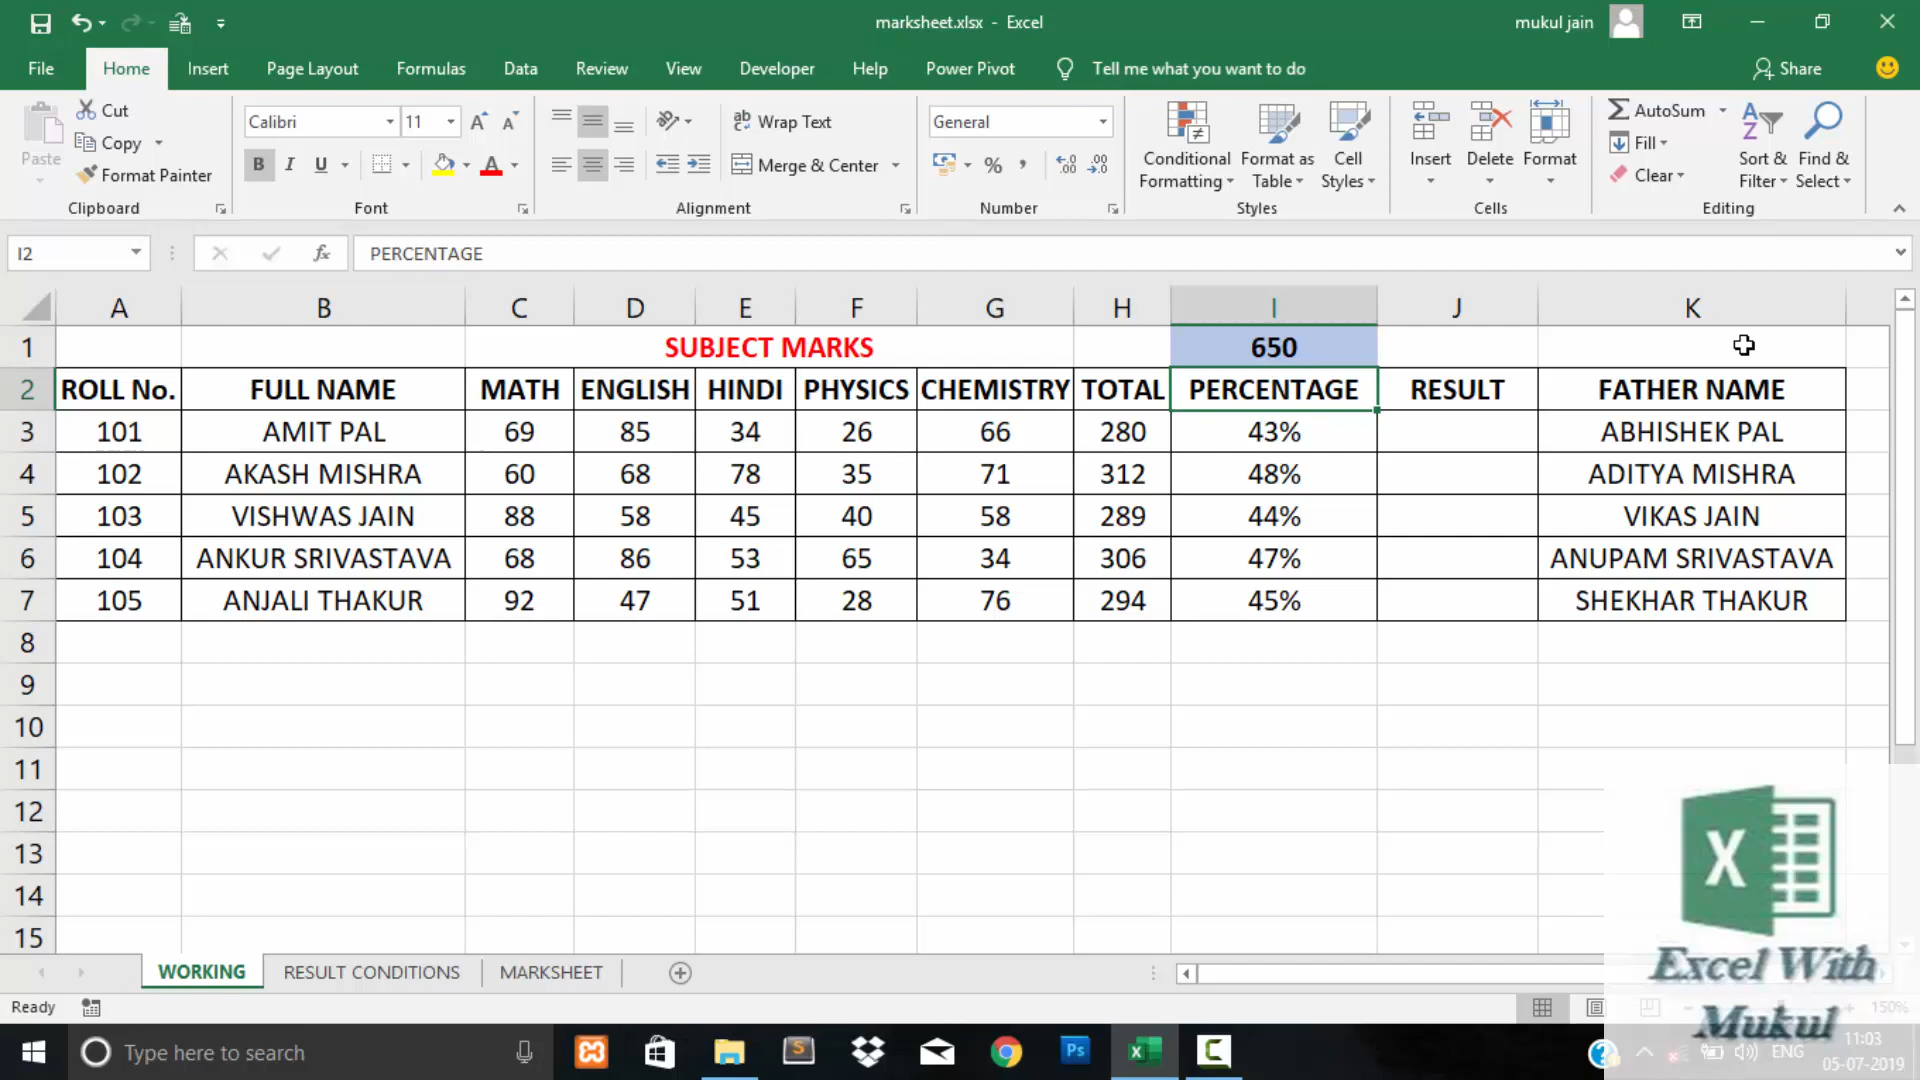 marksheet.xlsx - Excel
mukul jain
File Home Insert Page Layout Formulas Data Review View Developer Help Power Pivot Tell me what you want to do Share
Paste
Cut
Copy
Format Painter
Clipboard
Calibri 11
B I U
Font
Wrap Text
Merge & Center
Alignment
General
%
Number
Conditional Formatting
Format as Table
Cell Styles
Styles
Insert Delete Format
Cells
AutoSum
Fill
Clear
Sort & Filter
Find & Select
Editing
I2 fx PERCENTAGE
A B C D E F G H I J K
1 SUBJECT MARKS 650
2 ROLL No. FULL NAME MATH ENGLISH HINDI PHYSICS CHEMISTRY TOTAL PERCENTAGE RESULT FATHER NAME
3 101 AMIT PAL 69 85 34 26 66 280 43% ABHISHEK PAL
4 102 AKASH MISHRA 60 68 78 35 71 312 48% ADITYA MISHRA
5 103 VISHWAS JAIN 88 58 45 40 58 289 44% VIKAS JAIN
6 104 ANKUR SRIVASTAVA 68 86 53 65 34 306 47% ANUPAM SRIVASTAVA
7 105 ANJALI THAKUR 92 47 51 28 76 294 45% SHEKHAR THAKUR
8
9
10
11
12
13
14
15
X
Excel With
Mukul
WORKING RESULT CONDITIONS MARKSHEET
Ready 150%
Type here to search
Ps
ENG
11:03
05-07-2019